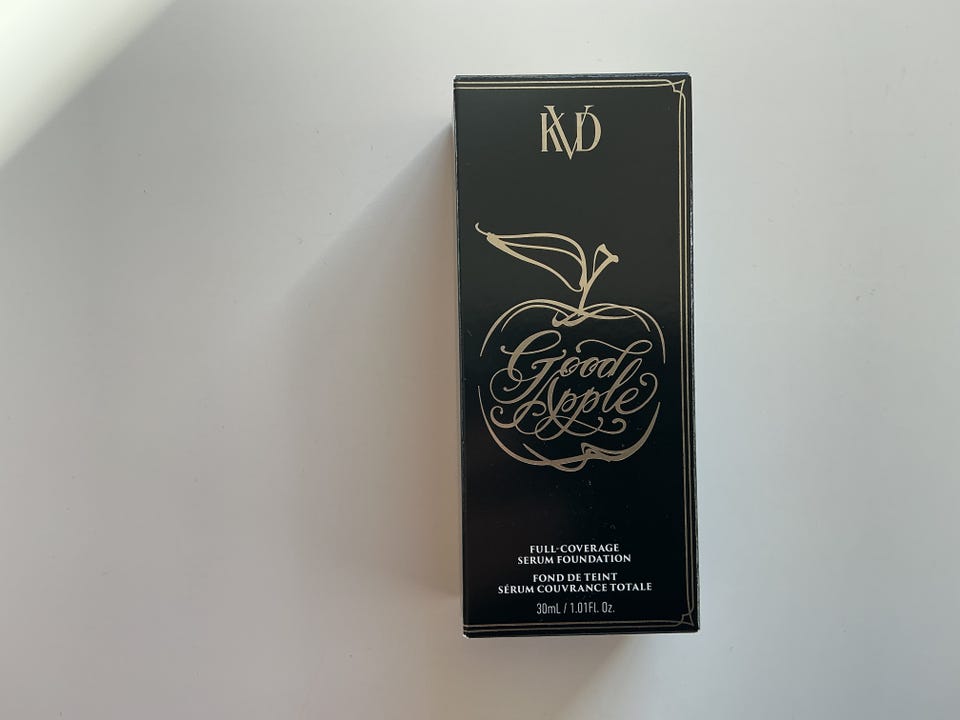 KVD
Good
Apple
FULL-COVERAGE
SERUM FOUNDATION
FOND DE TEINT
SÉRUM COUVRANCE TOTALE
30mL / 1.01FL. Oz.